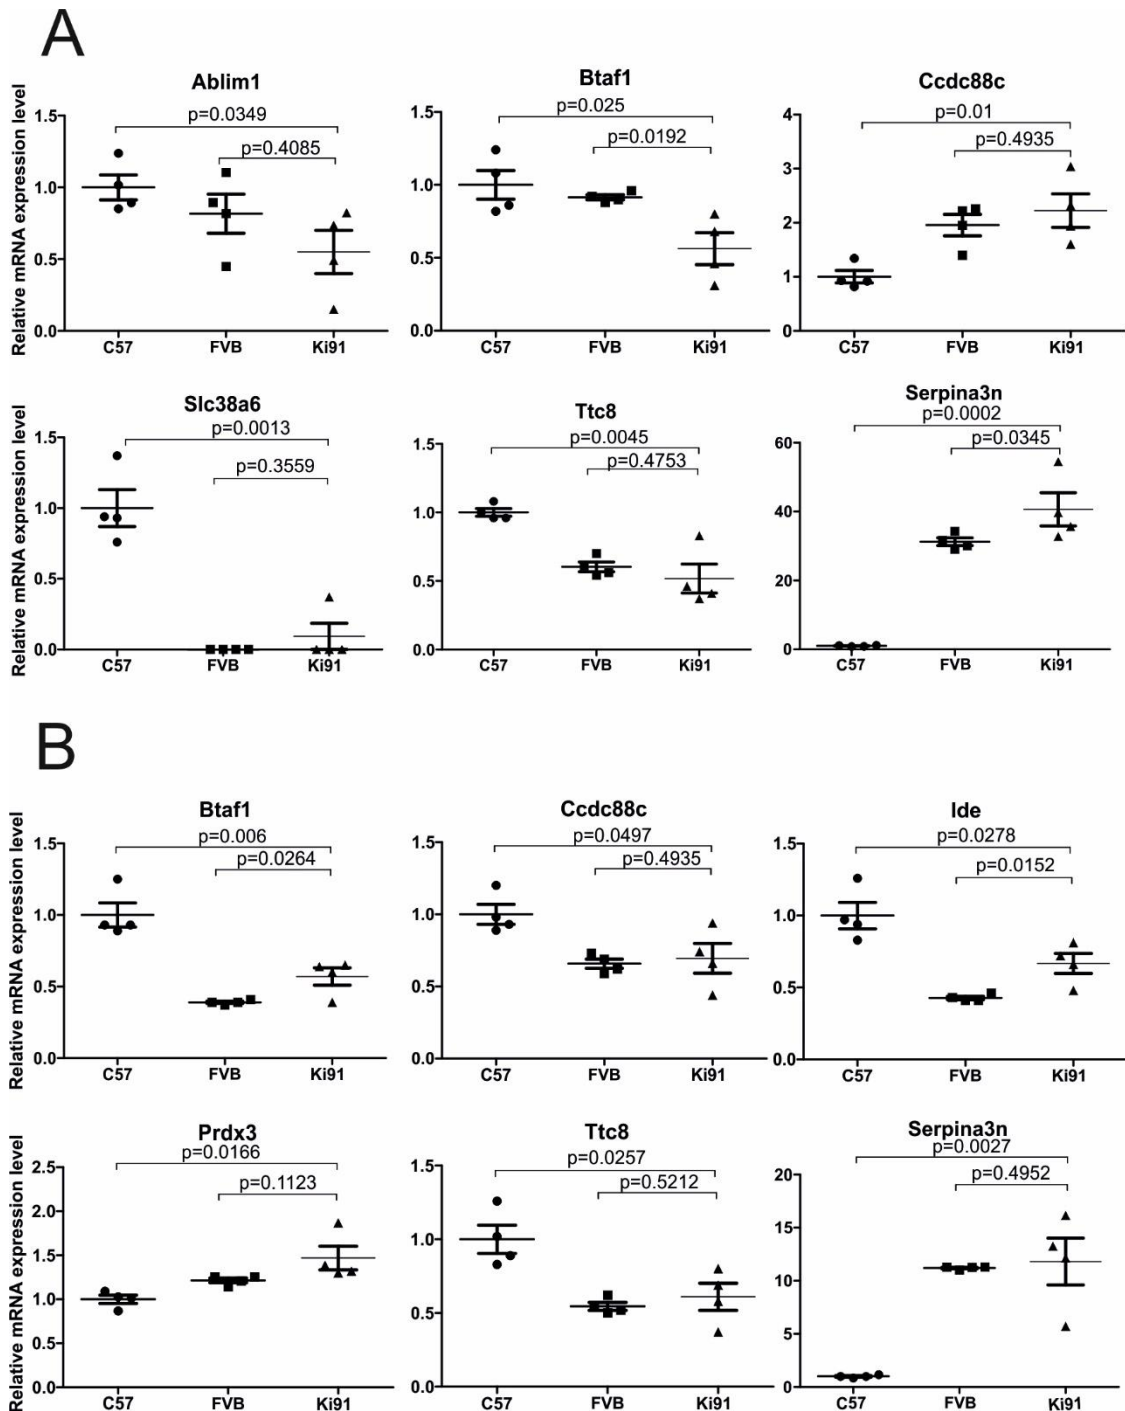 A
Ablim1
Btaf1
Ccdc88c
Relative mRNA expression level
1.5
1.0
0.5
0.0
p=0.0349
p=0.4085
C57
FVB
Ki91
1.5
1.0
0.5
0.0
p=0.025
p=0.0192
C57
FVB
Ki91
4
3
2
1
0
p=0.01
p=0.4935
C57
FVB
Ki91
Slc38a6
Ttc8
Serpina3n
Relative mRNA expression level
1.5
1.0
0.5
0.0
p=0.0013
p=0.3559
C57
FVB
Ki91
1.5
1.0
0.5
0.0
p=0.0045
p=0.4753
C57
FVB
Ki91
60
40
20
0
p=0.0002
p=0.0345
C57
FVB
Ki91
B
Btaf1
Ccdc88c
Ide
Relative mRNA expression level
1.5
1.0
0.5
0.0
p=0.006
p=0.0264
C57
FVB
Ki91
1.5
1.0
0.5
0.0
p=0.0497
p=0.4935
C57
FVB
Ki91
1.5
1.0
0.5
0.0
p=0.0278
p=0.0152
C57
FVB
Ki91
Prdx3
Ttc8
Serpina3n
Relative mRNA expression level
2.5
2.0
1.5
1.0
0.5
0.0
p=0.0166
p=0.1123
C57
FVB
Ki91
1.5
1.0
0.5
0.0
p=0.0257
p=0.5212
C57
FVB
Ki91
20
15
10
5
0
p=0.0027
p=0.4952
C57
FVB
Ki91